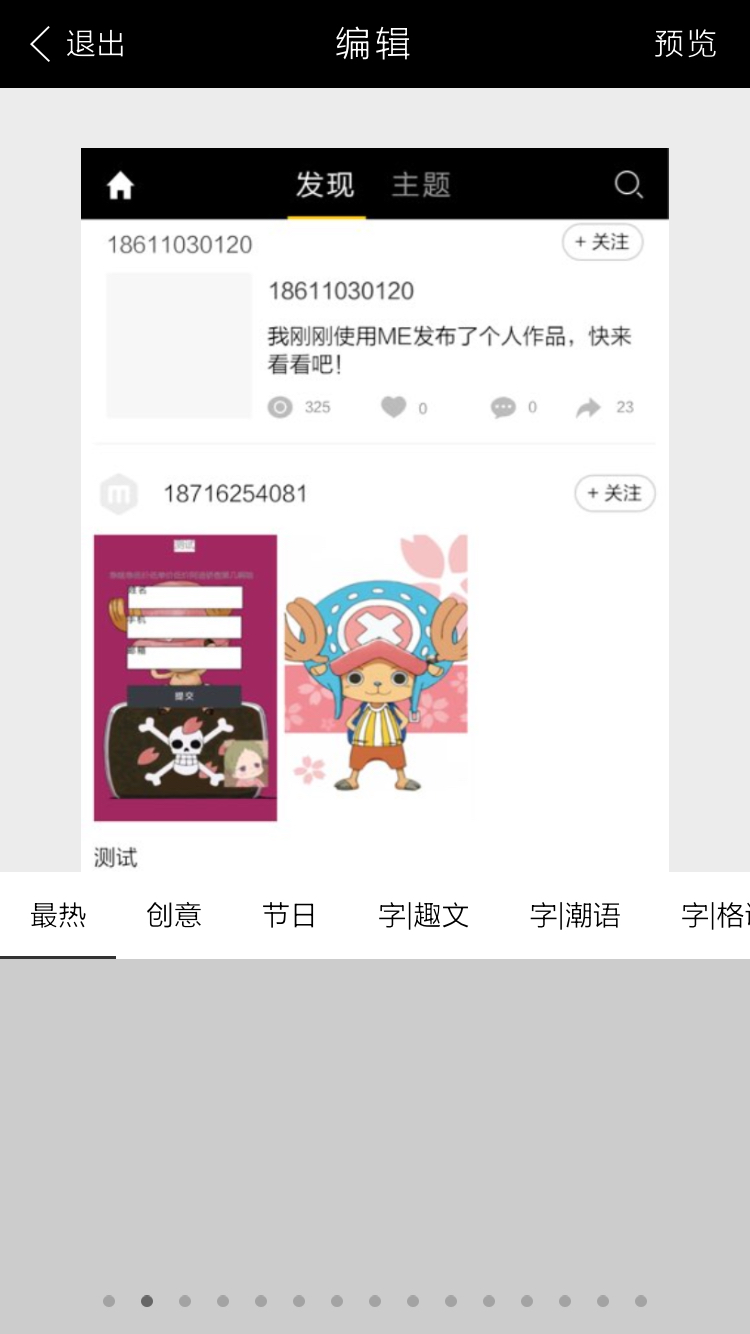 退出
编辑
预览
发现
主题
18611030120
+ 关注
18611030120
我刚刚使用ME发布了个人作品，快来
看看吧！
325
0
0
23
m
18716254081
+ 关注
测试
姓名
手机
邮箱
提交
测试
最热
创意
节日
字|趣文
字|潮语
字|格